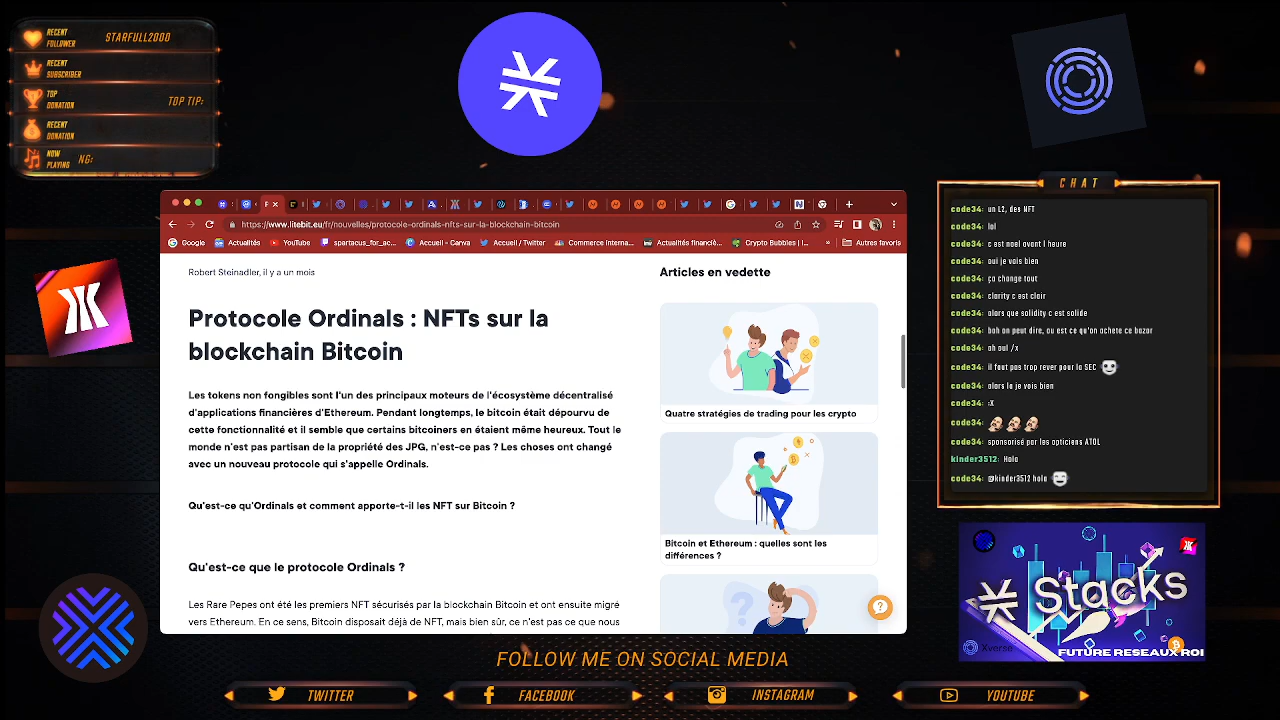 RECENT
FOLLOWER
STARFULL2000
RECENT
SUBSCRIBER
TOP
DONATION
TOP TIP:
RECENT
DONATION
NOW
PLAYING
NG:
https://www.litebit.eu/fr/nouvelles/protocole-ordinals-nfts-sur-la-blockchain-bitcoin
Google
Actualités
YouTube
spartacus_for_ac...
Accueil – Canva
Accueil / Twitter
Commerce Interna...
Actualités financiè...
Crypto Bubbles | I...
»
Autres favoris
Robert Steinadler, il y a un mois
Protocole Ordinals : NFTs sur la
blockchain Bitcoin
Les tokens non fongibles sont l'un des principaux moteurs de l'écosystème décentralisé
d'applications financières d'Ethereum. Pendant longtemps, le bitcoin était dépourvu de
cette fonctionnalité et il semble que certains bitcoiners en étaient même heureux. Tout le
monde n'est pas partisan de la propriété des JPG, n'est-ce pas ? Les choses ont changé
avec un nouveau protocole qui s'appelle Ordinals.
Qu'est-ce qu'Ordinals et comment apporte-t-il les NFT sur Bitcoin ?
Qu'est-ce que le protocole Ordinals ?
Les Rare Pepes ont été les premiers NFT sécurisés par la blockchain Bitcoin et ont ensuite migré
vers Ethereum. En ce sens, Bitcoin disposait déjà de NFT, mais bien sûr, ce n'est pas ce que nous
Articles en vedette
Quatre stratégies de trading pour les crypto
Bitcoin et Ethereum : quelles sont les
différences ?
CHAT
code34: un L2, des NFT
code34: lol
code34: c est noel avant l heure
code34: oui je vois bien
code34: ça change tout
code34: clarity c est clair
code34: alors que solidity c est solide
code34: bah on peut dire, ou est ce qu'on achete ce bazar
code34: ah oui /x
code34: il faut pas trop rever pour la SEC
code34: alors la je vois bien
code34: :X
code34:
code34: sponsorisé par les opticiens ATOL
kinder3512: Hola
code34: @kinder3512 hola
Stacks
Xverse
FUTURE RESEAUX ROI
FOLLOW ME ON SOCIAL MEDIA
TWITTER
FACEBOOK
INSTAGRAM
YOUTUBE